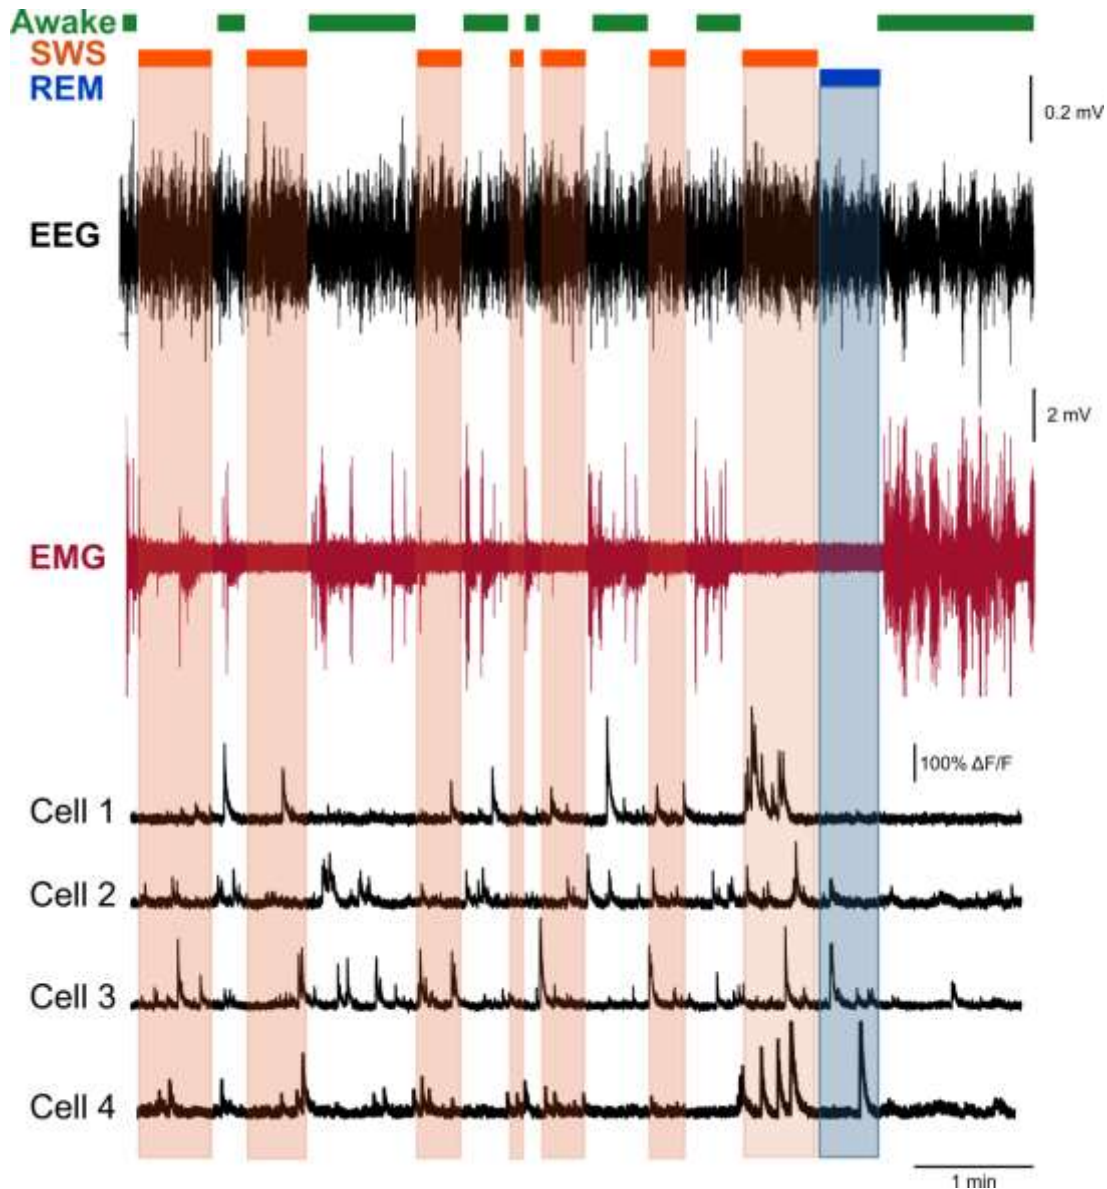 Awake
SWS
REM
0.2 mV
EEG
2 mV
EMG
100% ΔF/F
Cell 1
Cell 2
Cell 3
Cell 4
1 min